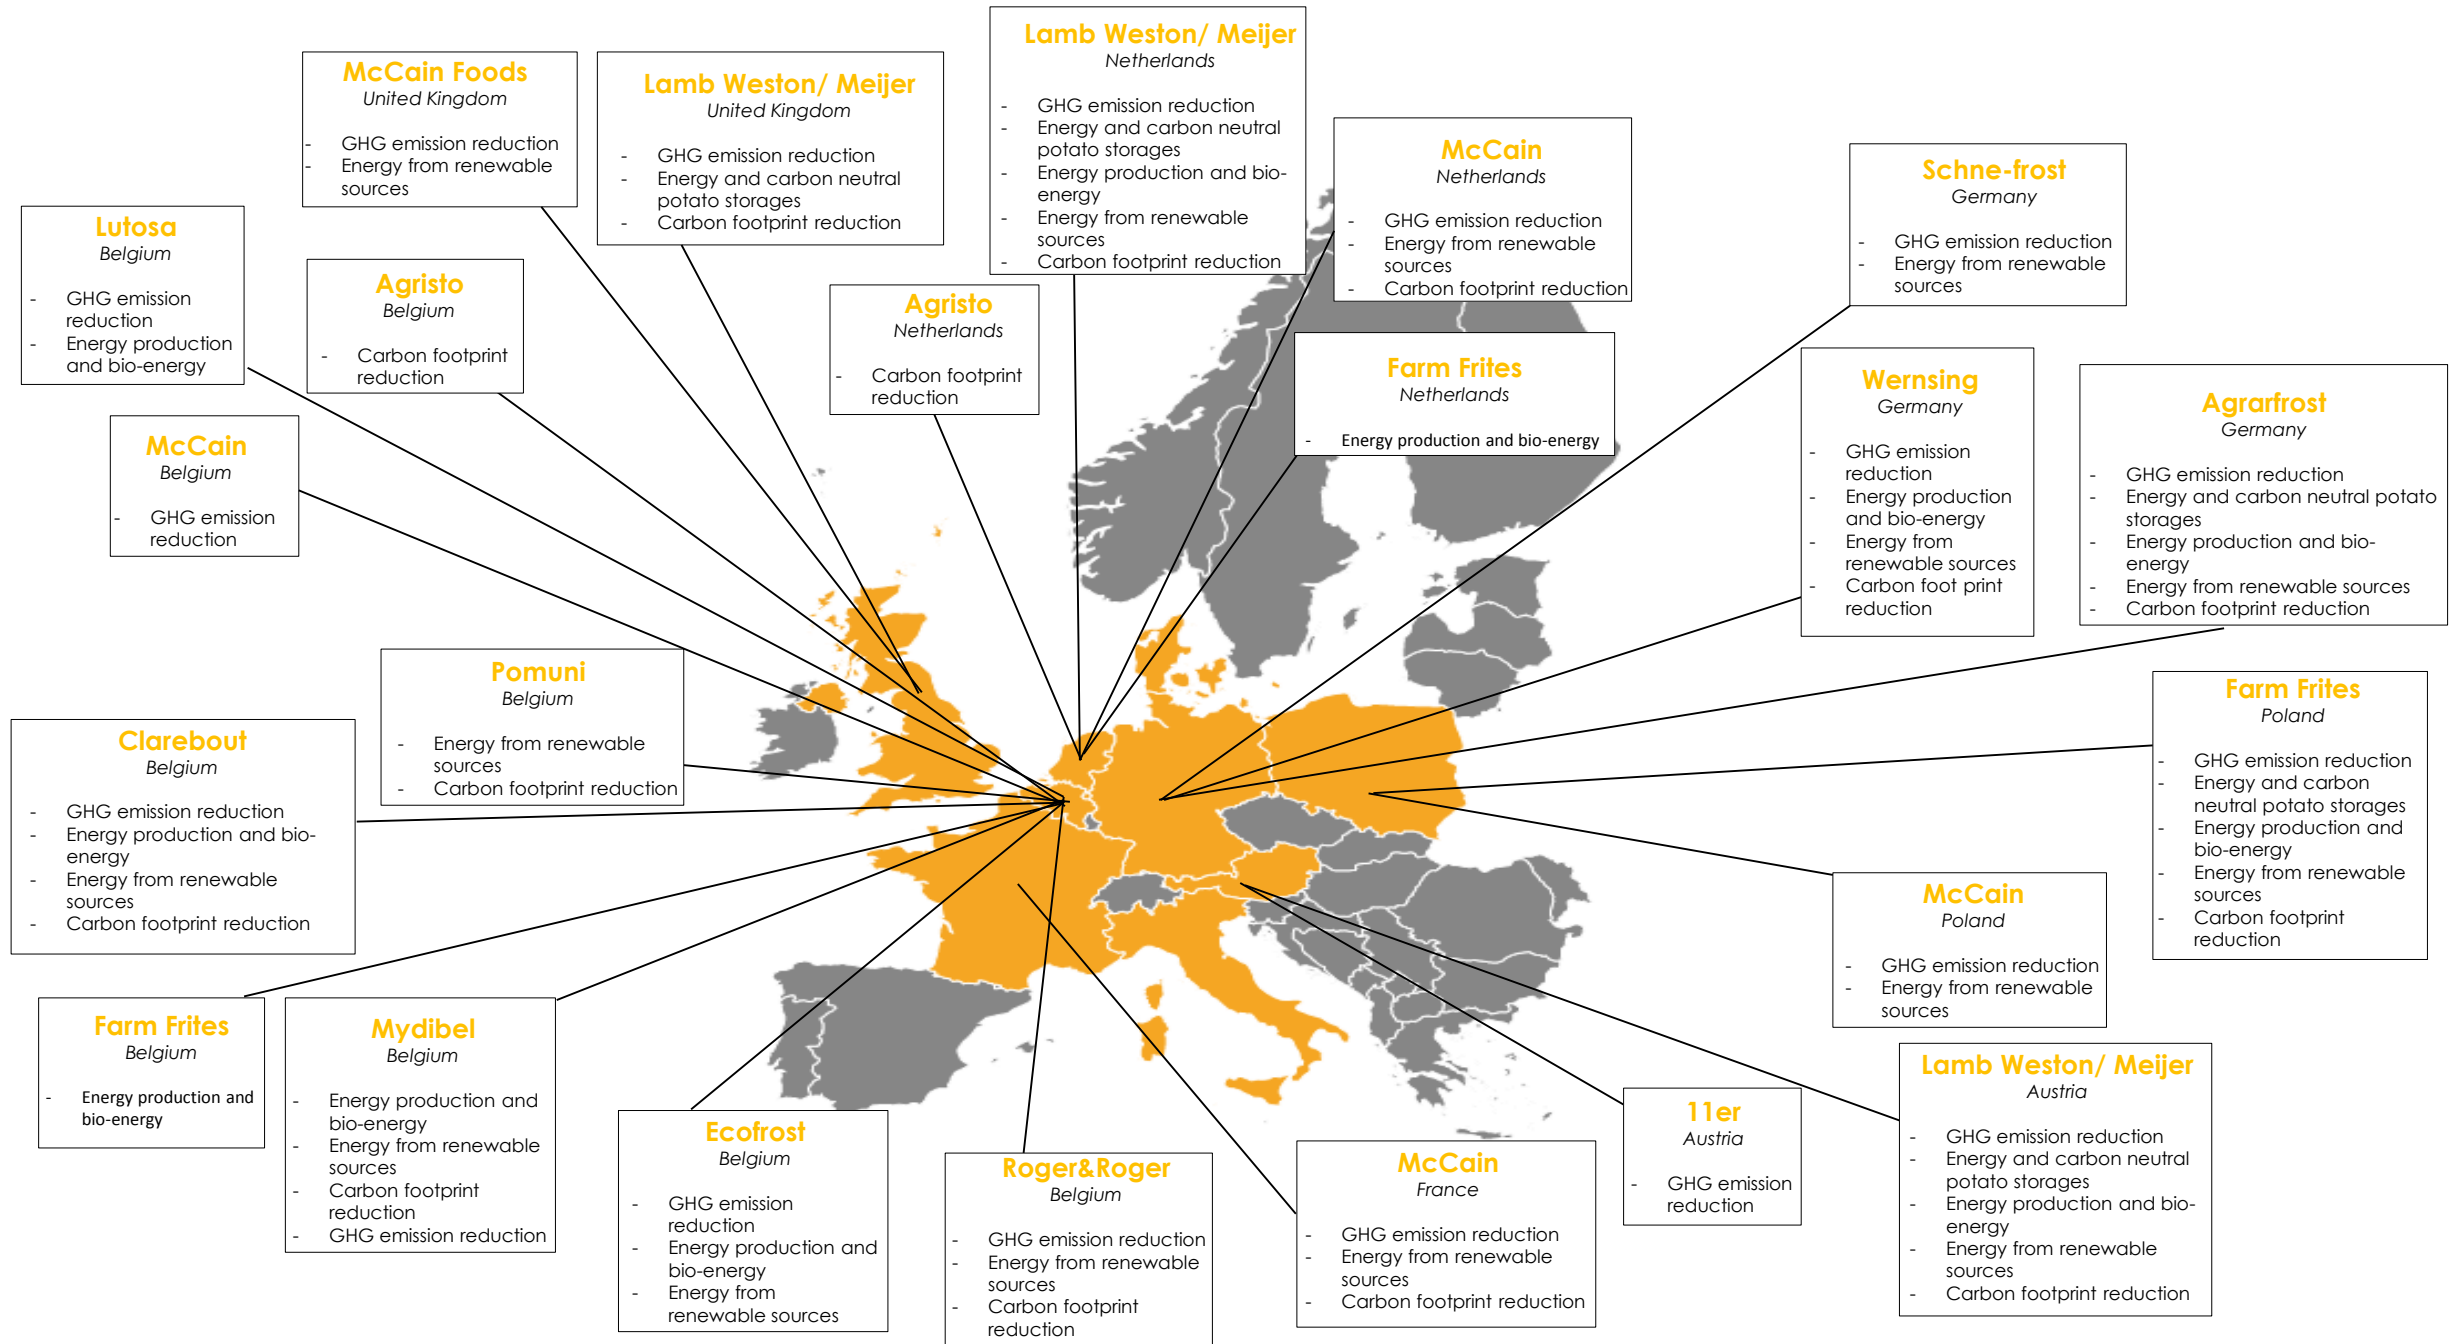 Lamb Weston/ Meijer
Netherlands
- GHG emission reduction
- Energy and carbon neutral
potato storages
- Energy production and bio-
energy
- Energy from renewable
sources
- Carbon footprint reduction
McCain Foods
United Kingdom
- GHG emission reduction
- Energy from renewable
sources
Lamb Weston/ Meijer
United Kingdom
- GHG emission reduction
- Energy and carbon neutral
potato storages
- Carbon footprint reduction
McCain
Netherlands
- GHG emission reduction
- Energy from renewable
sources
- Carbon footprint reduction
Schne-frost
Germany
- GHG emission reduction
- Energy from renewable
sources
Lutosa
Belgium
- GHG emission
reduction
- Energy production
and bio-energy
Agristo
Belgium
- Carbon footprint
reduction
Agristo
Netherlands
- Carbon footprint
reduction
Farm Frites
Netherlands
- Energy production and bio-energy
Wernsing
Germany
- GHG emission
reduction
- Energy production
and bio-energy
- Energy from
renewable sources
- Carbon foot print
reduction
Agrarfrost
Germany
- GHG emission reduction
- Energy and carbon neutral potato
storages
- Energy production and bio-
energy
- Energy from renewable sources
- Carbon footprint reduction
McCain
Belgium
- GHG emission
reduction
Pomuni
Belgium
- Energy from renewable
sources
- Carbon footprint reduction
Farm Frites
Poland
- GHG emission reduction
- Energy and carbon
neutral potato storages
- Energy production and
bio-energy
- Energy from renewable
sources
- Carbon footprint
reduction
Clarebout
Belgium
- GHG emission reduction
- Energy production and bio-
energy
- Energy from renewable
sources
- Carbon footprint reduction
McCain
Poland
- GHG emission reduction
- Energy from renewable
sources
Farm Frites
Belgium
- Energy production and
bio-energy
Mydibel
Belgium
- Energy production and
bio-energy
- Energy from renewable
sources
- Carbon footprint
reduction
- GHG emission reduction
Ecofrost
Belgium
- GHG emission
reduction
- Energy production and
bio-energy
- Energy from
renewable sources
Roger&Roger
Belgium
- GHG emission reduction
- Energy from renewable
sources
- Carbon footprint
reduction
McCain
France
- GHG emission reduction
- Energy from renewable
sources
- Carbon footprint reduction
11er
Austria
- GHG emission
reduction
Lamb Weston/ Meijer
Austria
- GHG emission reduction
- Energy and carbon neutral
potato storages
- Energy production and bio-
energy
- Energy from renewable
sources
- Carbon footprint reduction